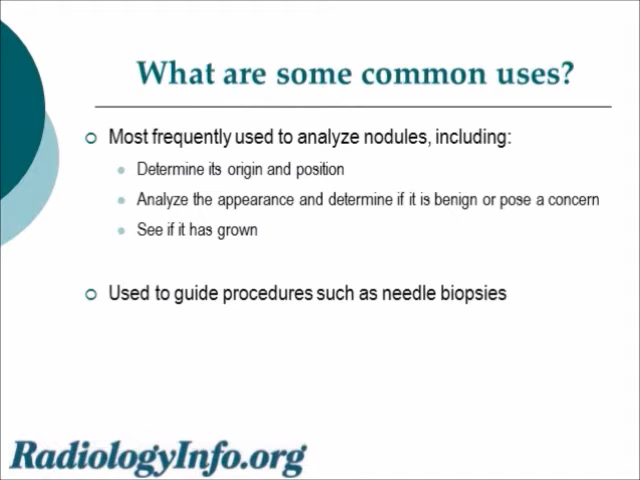 What are some common uses?
Most frequently used to analyze nodules, including:
Determine its origin and position
Analyze the appearance and determine if it is benign or pose a concern
See if it has grown
Used to guide procedures such as needle biopsies
RadiologyInfo.org